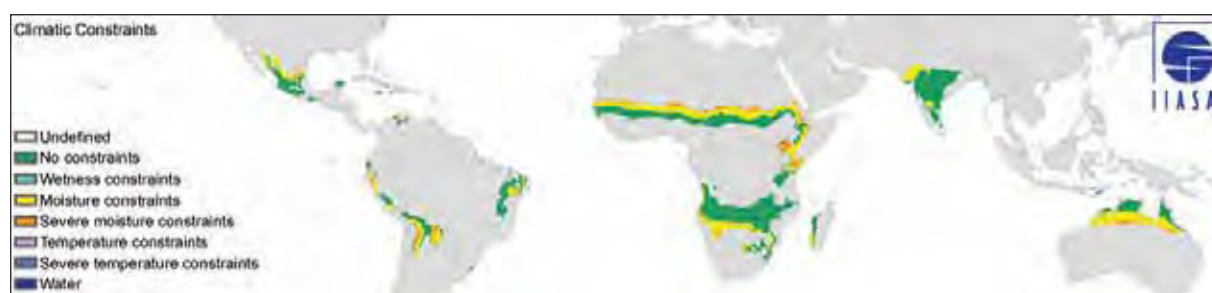 Climatic Constraints
IIASA
Undefined
No constraints
Wetness constraints
Moisture constraints
Severe moisture constraints
Temperature constraints
Severe temperature constraints
Water